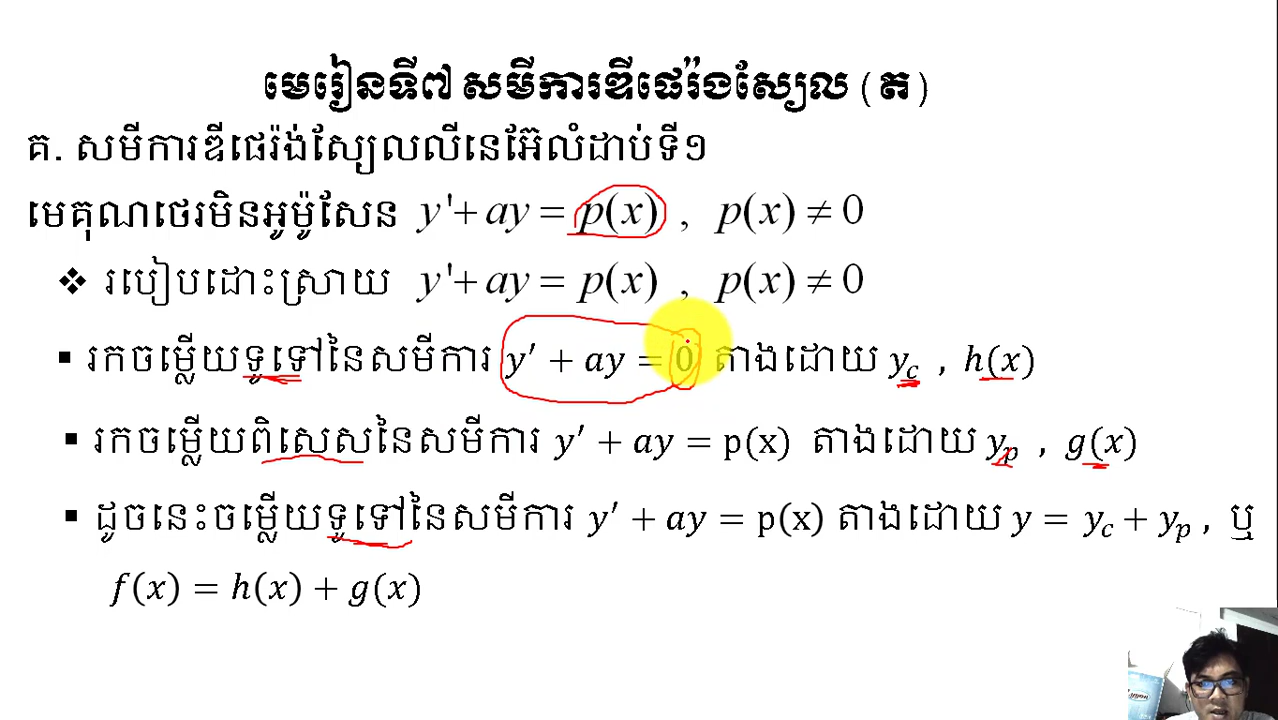 មេរៀនទី៧ សមីការឌីផេរ៉ងស្យែល (ត)
គ. សមីការឌីផេរ៉ង់ស្យែលលីនេអ៊ែលំដាប់ទី១
មេគុណថេរមិនអូម៉ូសែន y'+ ay = p(x) , p(x) ≠ 0
❖ របៀបដោះស្រាយ y'+ ay = p(x) , p(x) ≠ 0
▪ រកចម្លើយទូទៅនៃសមីការ y′ + ay = 0 តាងដោយ y_c , h(x)
▪ រកចម្លើយពិសេសនៃសមីការ y′ + ay = p(x) តាងដោយ y_p , g(x)
▪ ដូចនេះចម្លើយទូទៅនៃសមីការ y′ + ay = p(x) តាងដោយ y = y_c + y_p , ឬ
f(x) = h(x) + g(x)